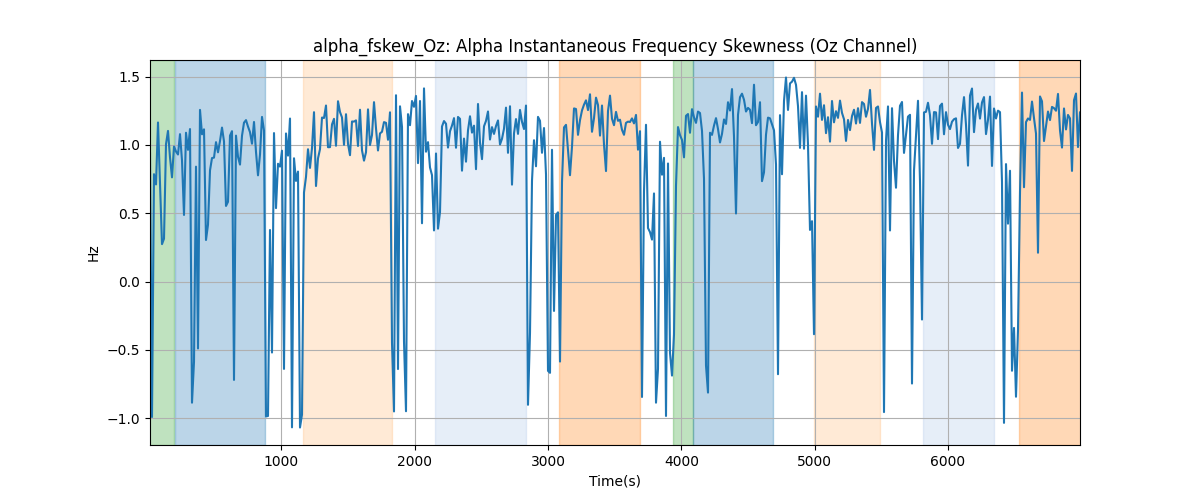 alpha_fskew_Oz: Alpha Instantaneous Frequency Skewness (Oz Channel)
1.5
1.0
0.5
0.0
−0.5
−1.0
Hz
1000 2000 3000 4000 5000 6000
Time(s)